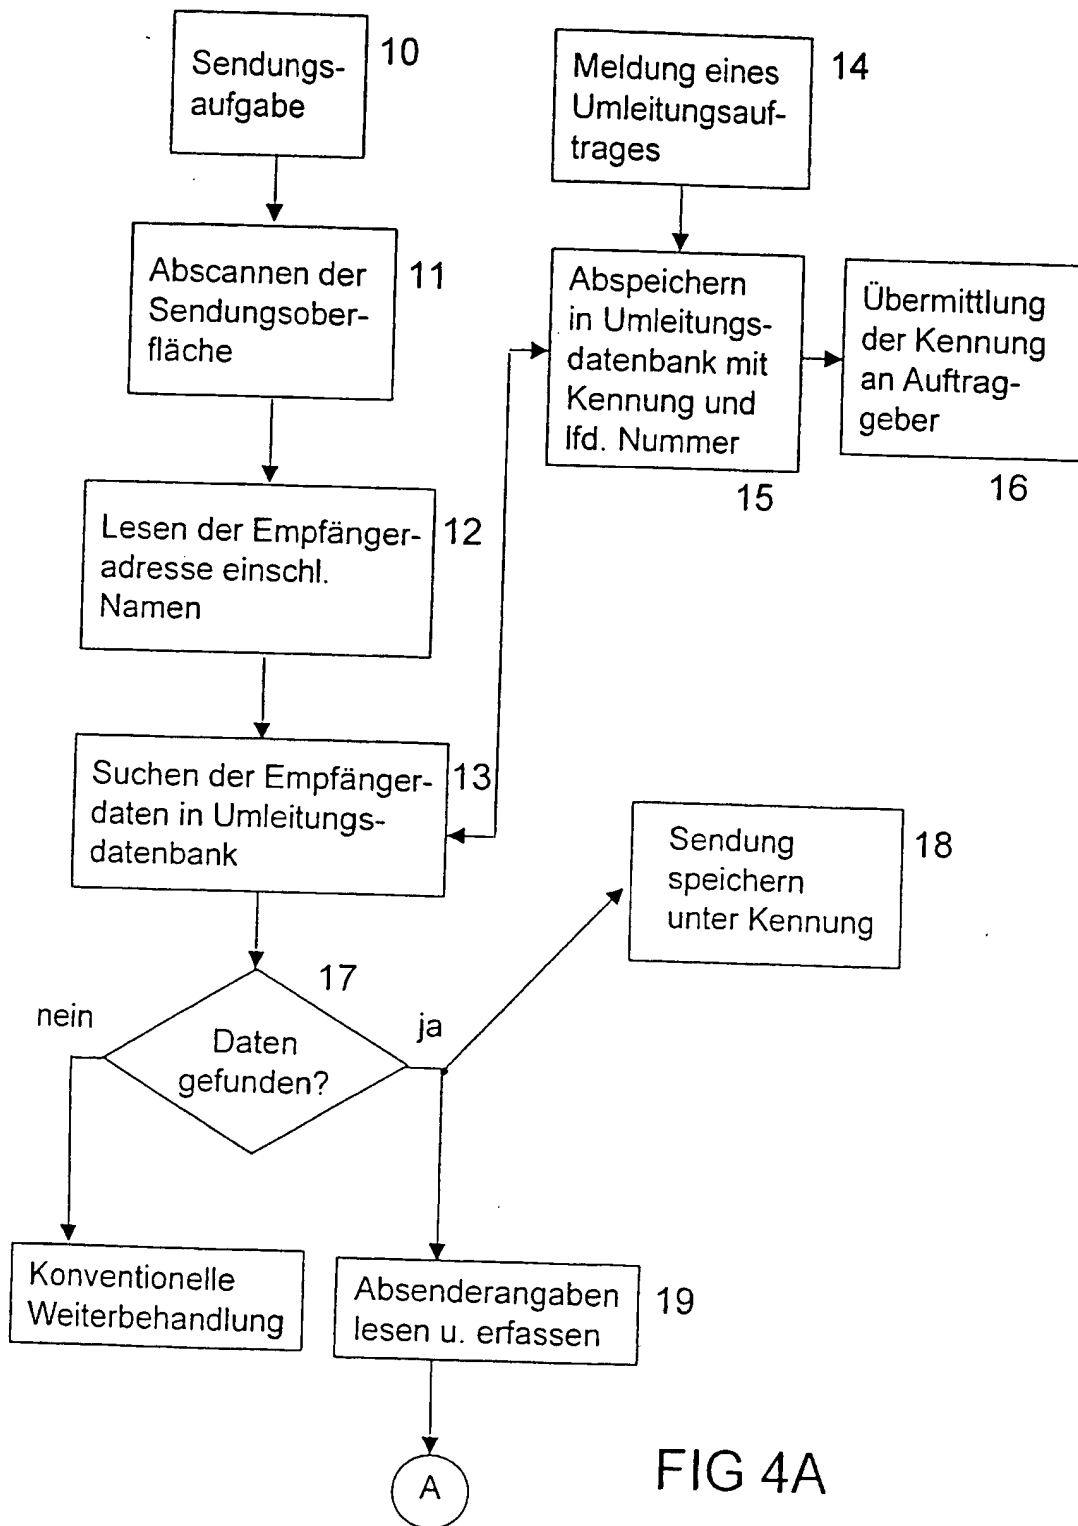 Sendungs-
aufgabe
10
Meldung eines
Umleitungsauf-
trages
14
Abscannen der
Sendungsober-
fläche
11
Abspeichern
in Umleitungs-
datenbank mit
Kennung und
lfd. Nummer
15
Übermittlung
der Kennung
an Auftrag-
geber
16
Lesen der Empfänger-
adresse einschl.
Namen
12
Suchen der Empfänger-
daten in Umleitungs-
datenbank
13
Sendung
speichern
unter Kennung
18
17
nein
ja
Daten
gefunden?
Konventionelle
Weiterbehandlung
Absenderangaben
lesen u. erfassen
19
A
FIG 4A